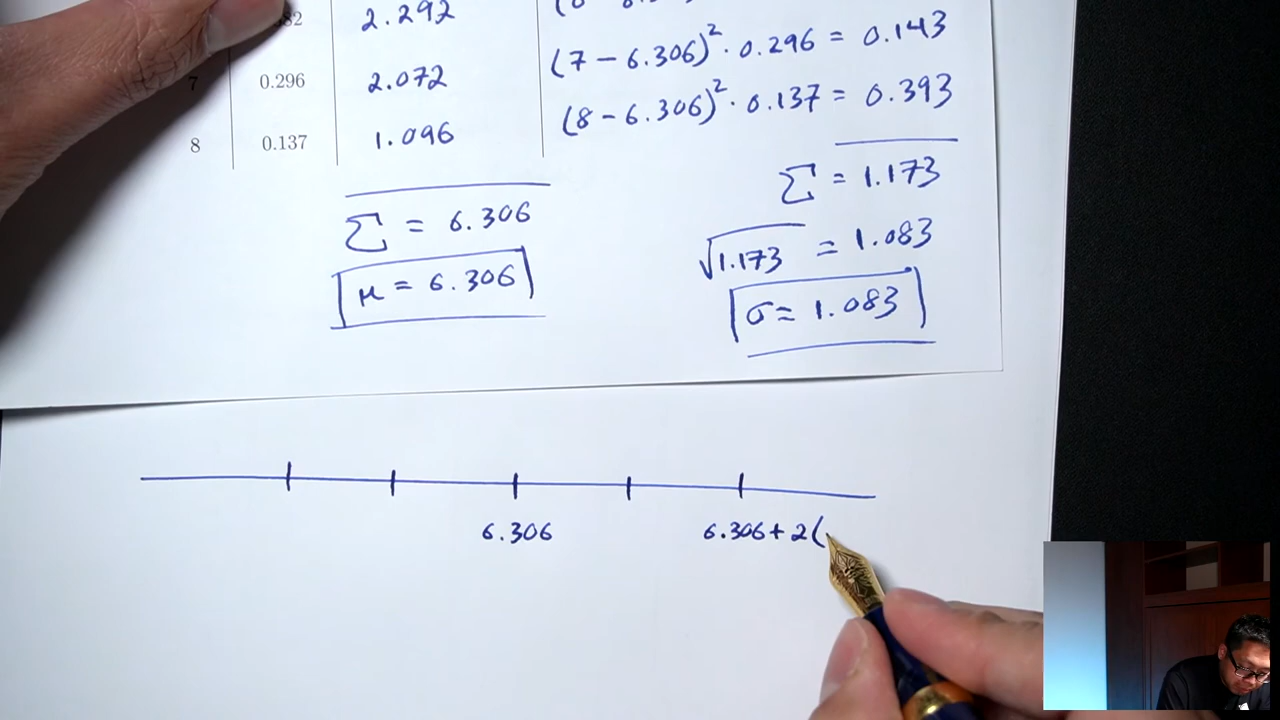 2.292
(7 − 6.306)² · 0.296 = 0.143
7 0.296 2.072
(8 − 6.306)² · 0.137 = 0.393
8 0.137 1.096
Σ = 1.173
Σ = 6.306
√1.173 = 1.083
μ = 6.306
σ = 1.083
6.306 6.306 + 2(